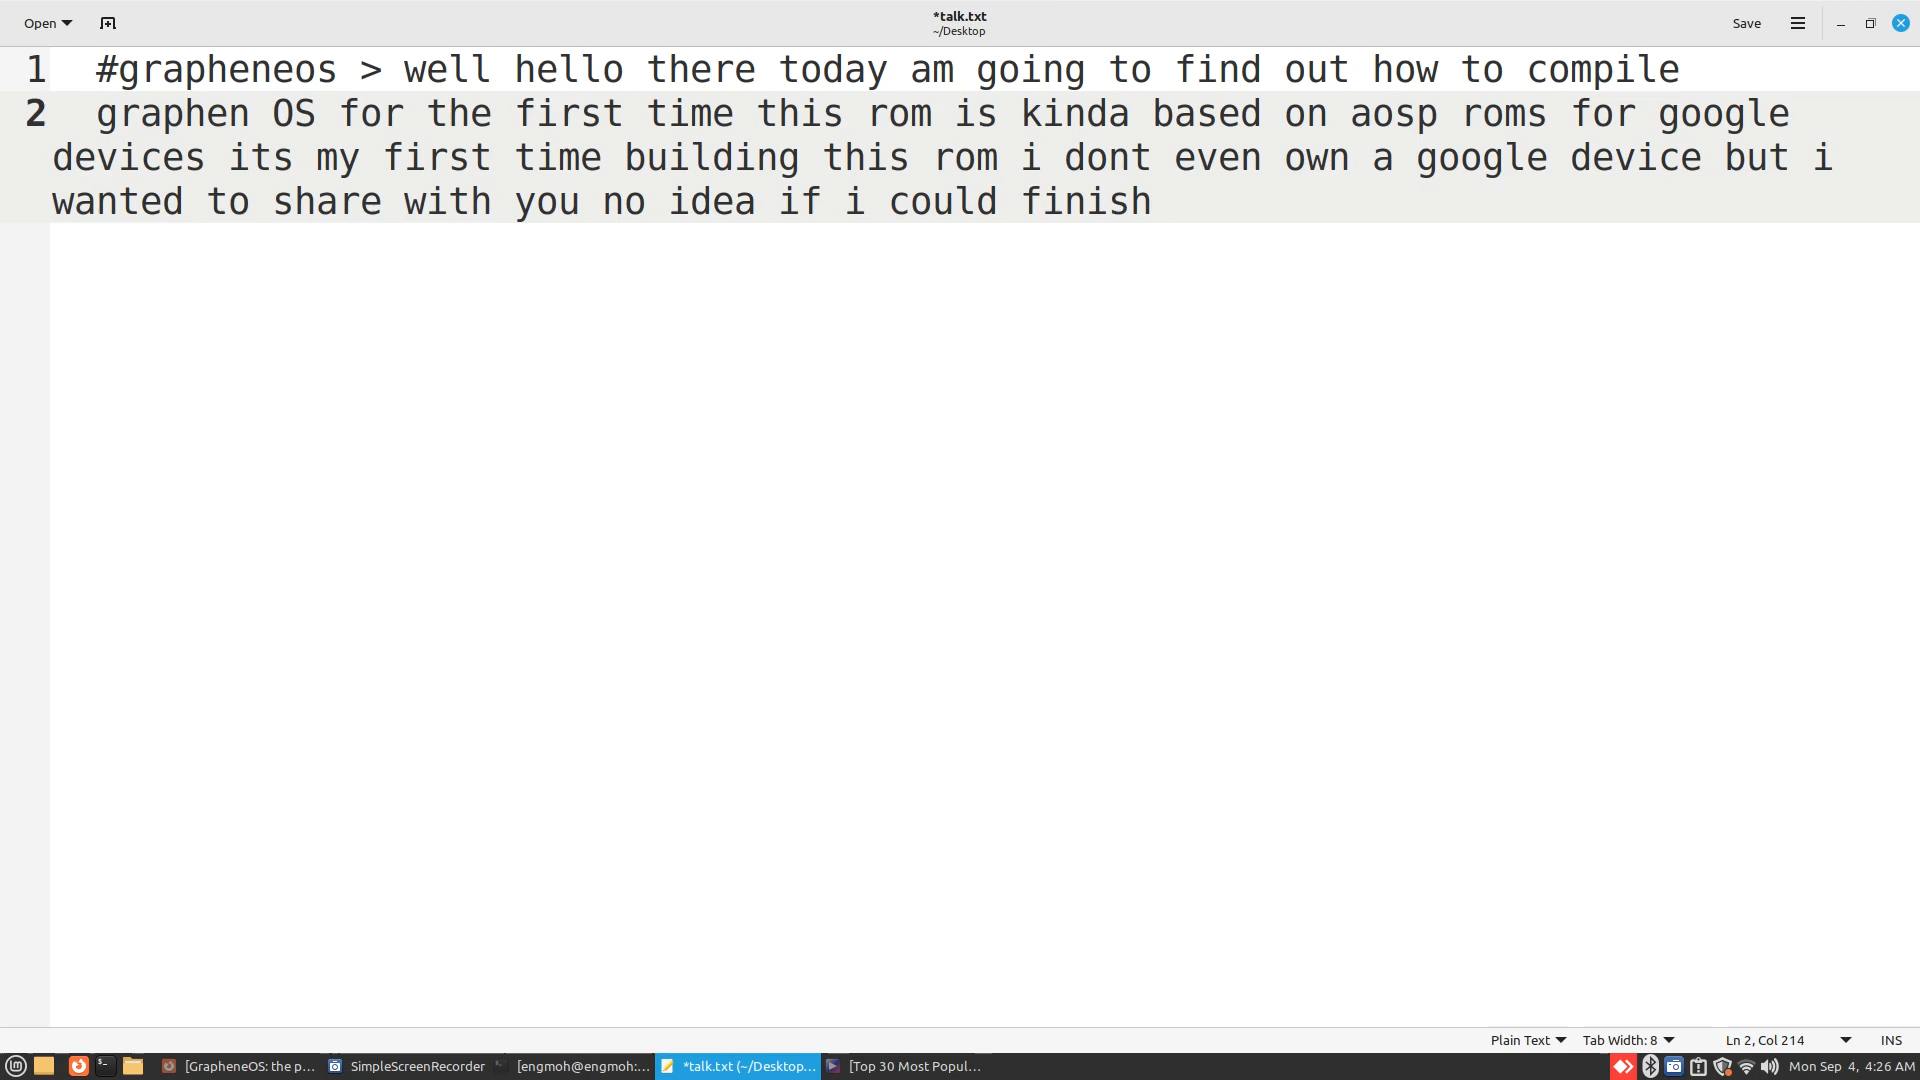 Open
*talk.txt
~/Desktop
Save
1 #grapheneos > well hello there today am going to find out how to compile
2 graphen OS for the first time this rom is kinda based on aosp roms for google
devices its my first time building this rom i dont even own a google device but i
wanted to share with you no idea if i could finish
Plain Text Tab Width: 8 Ln 2, Col 214 INS
[GrapheneOS: the p... SimpleScreenRecorder [engmoh@engmoh:... *talk.txt (~/Desktop... [Top 30 Most Popul... Mon Sep 4, 4:26 AM